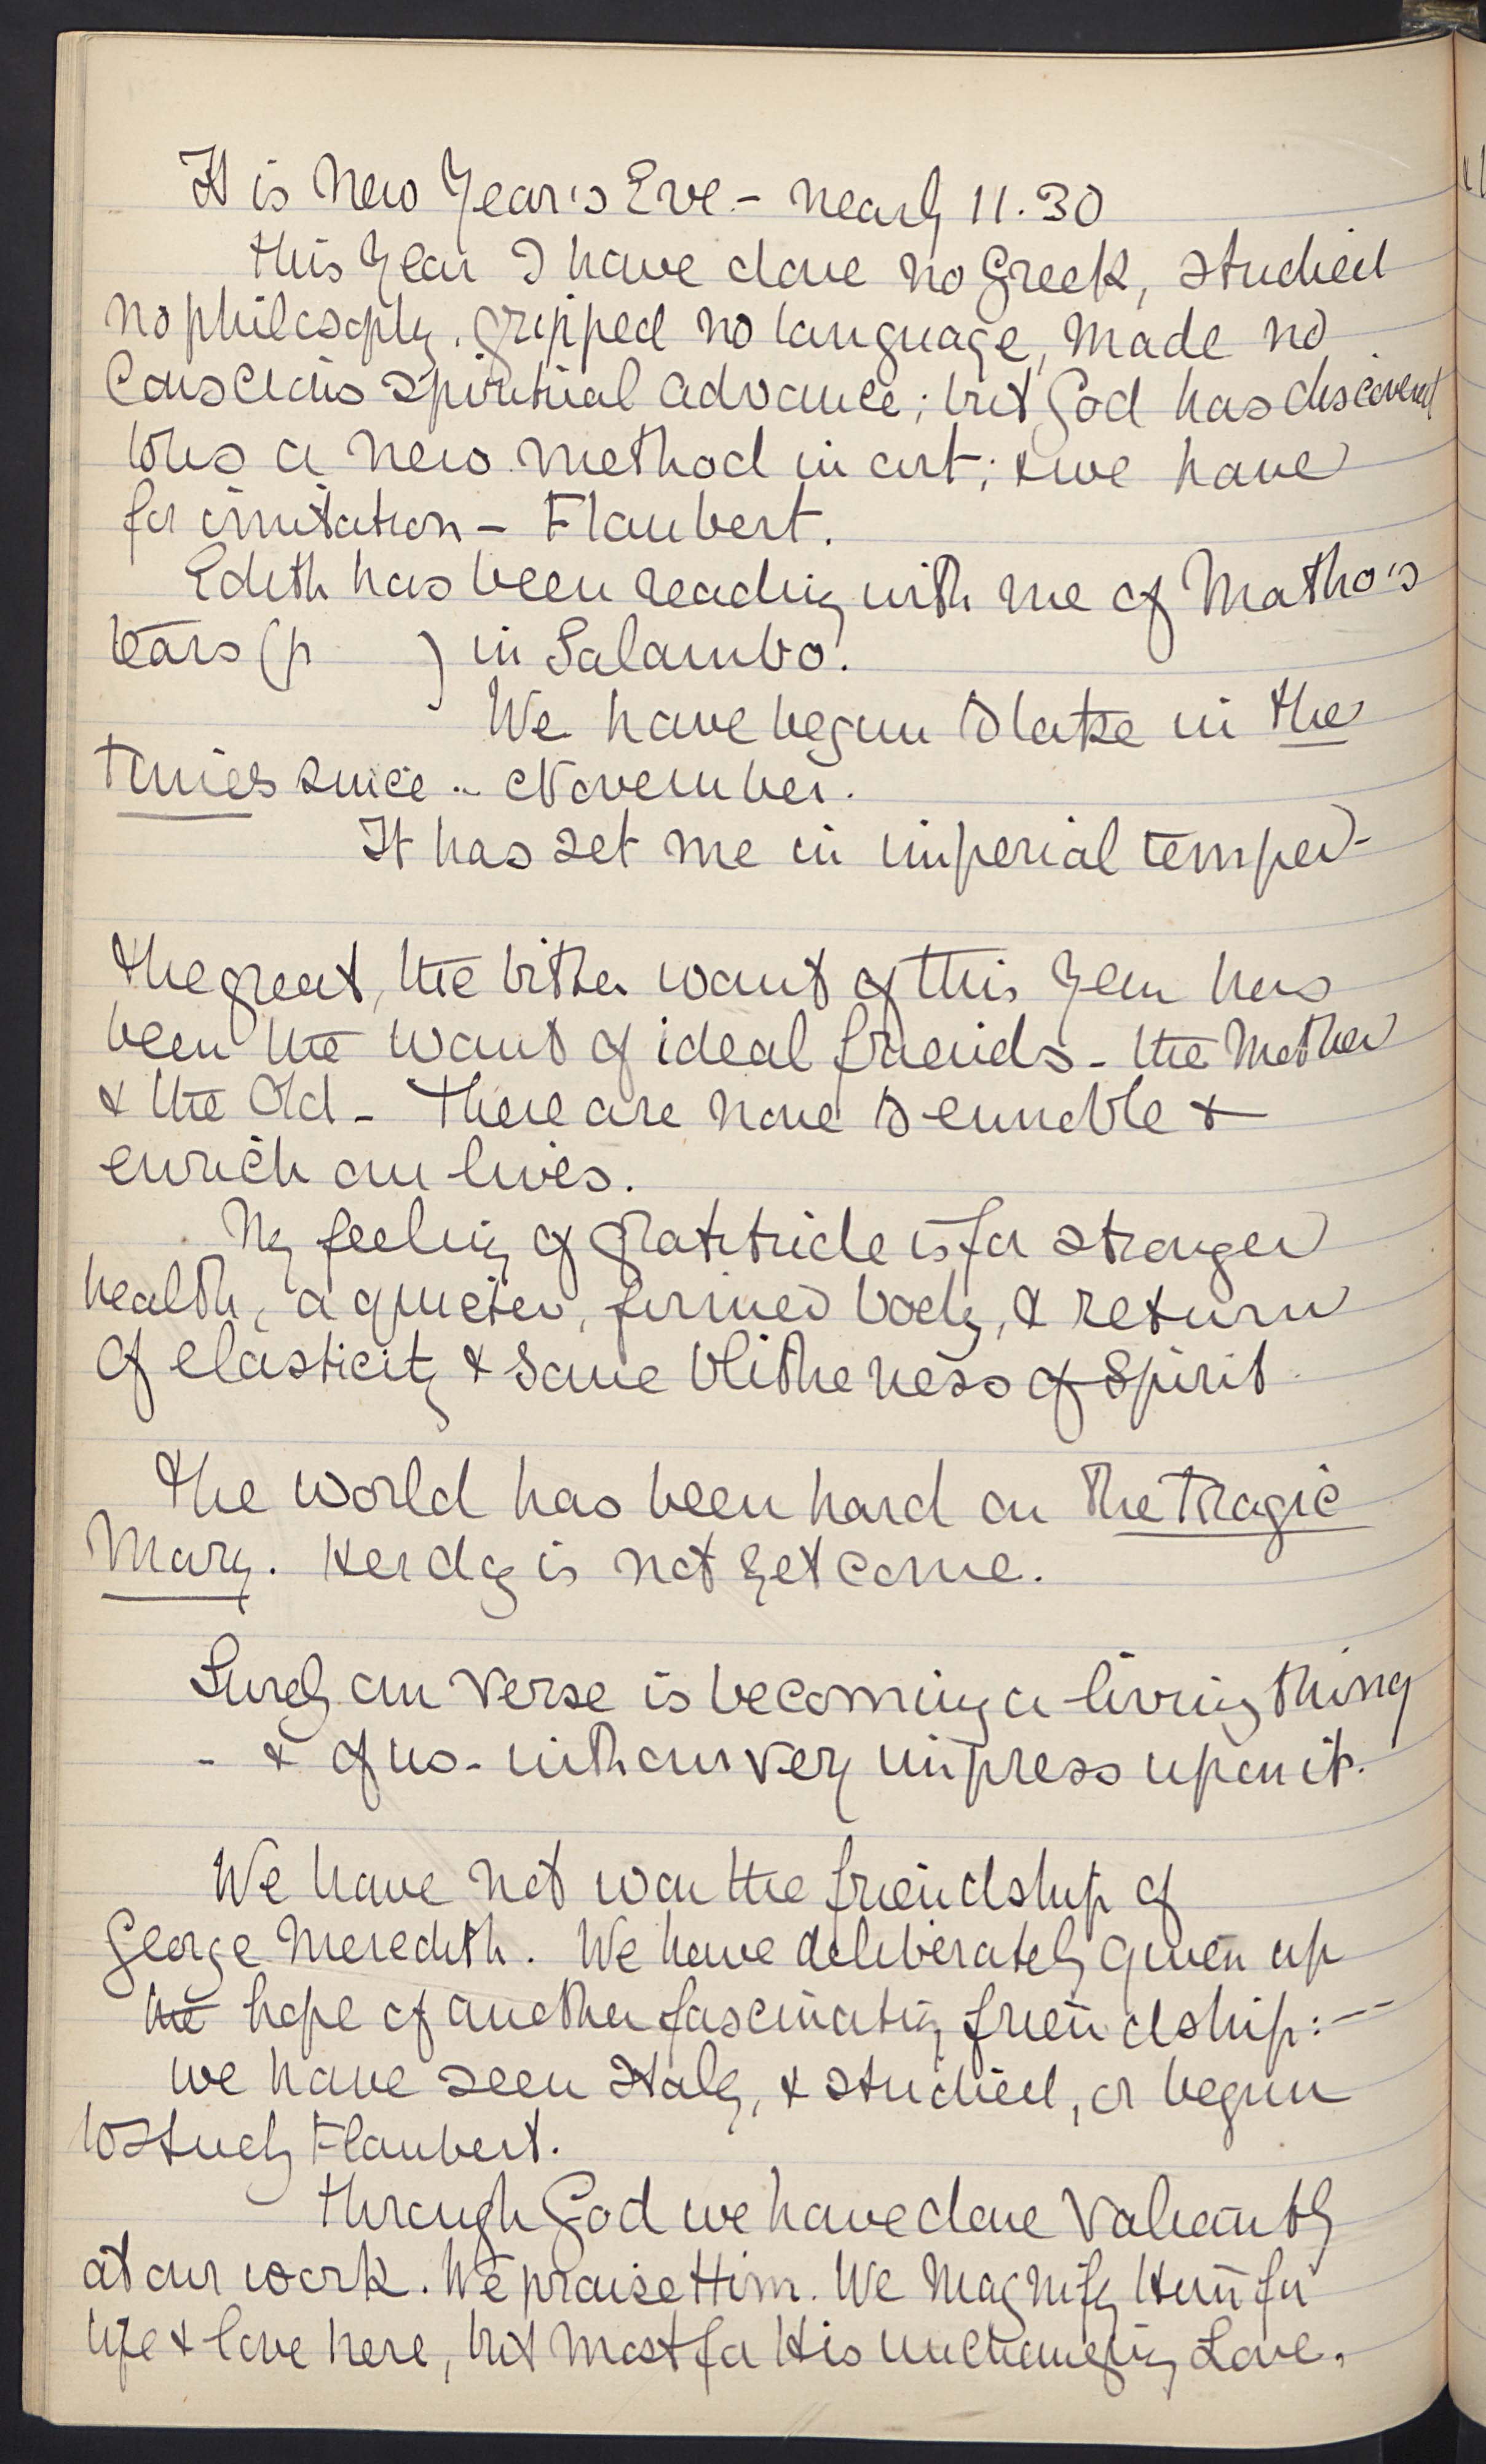 It is New Year's Eve - nearly 11.30
This Year I have done no Greek, studied
no philosophy, gripped no language, made no
conscious spiritual advance; but God has discovered
to us a new method in art; & we have
for imitation - Flaubert.
Edith has been reading with me of Matho's
tears (p ) in Salambo.
We have begun in the
Times since - November.
It has set me in imperial temper -
The great, the bitter want of this Year has
been the want of ideal friends - the Mother
& the Old - There are none to ennoble &
enrich our lives.
My feeling of gratitude is for stronger
health, a quieter, firmer body, & return
of elasticity & some blitheness of Spirit
The world has been hard on The Tragic
Mary. Her day is not yet come.
Surely our verse is becoming a living thing
- & of us - with our very impress upon it.
We have not won the friendship of
George Meredith. We have deliberately given up
the hope of another fascinating friendship: --
we have seen Italy, & studied, or begun
to study Flaubert.
Through God we have done valiantly
at our work. We praise Him. We Magnify Him for
life & love here, but most for His unchanging Love.